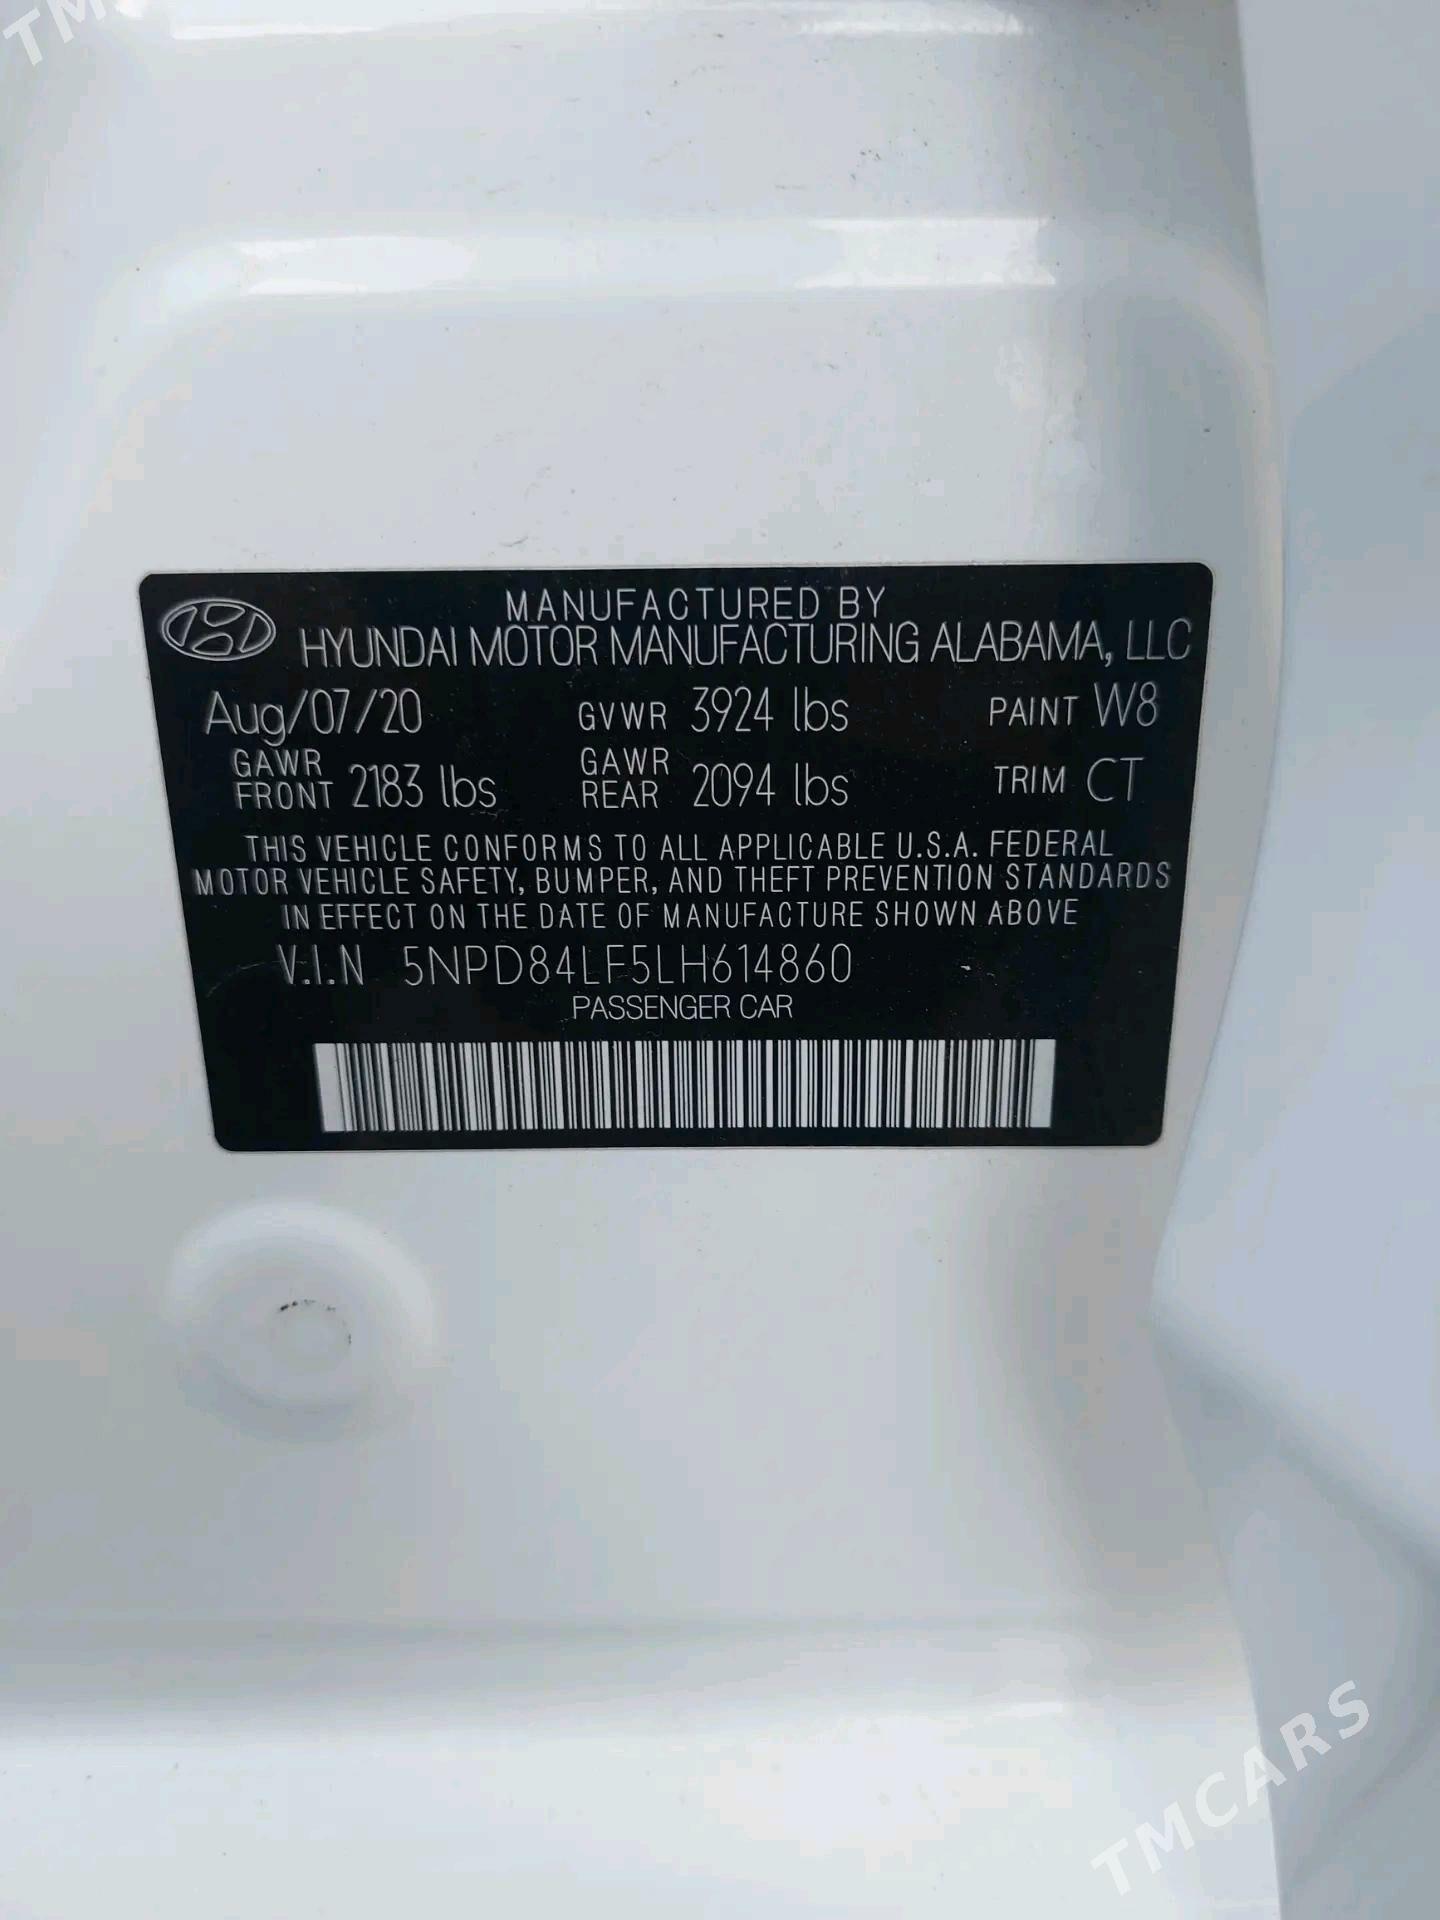 TM
MANUFACTURED BY
HYUNDAI MOTOR MANUFACTURING ALABAMA, LLC
Aug/07/20 GVWR 3924 lbs PAINT W8
GAWR FRONT 2183 lbs GAWR REAR 2094 lbs TRIM CT
THIS VEHICLE CONFORMS TO ALL APPLICABLE U.S.A. FEDERAL
MOTOR VEHICLE SAFETY, BUMPER, AND THEFT PREVENTION STANDARDS
IN EFFECT ON THE DATE OF MANUFACTURE SHOWN ABOVE
V.I.N 5NPD84LF5LH614860
PASSENGER CAR
TMCARS